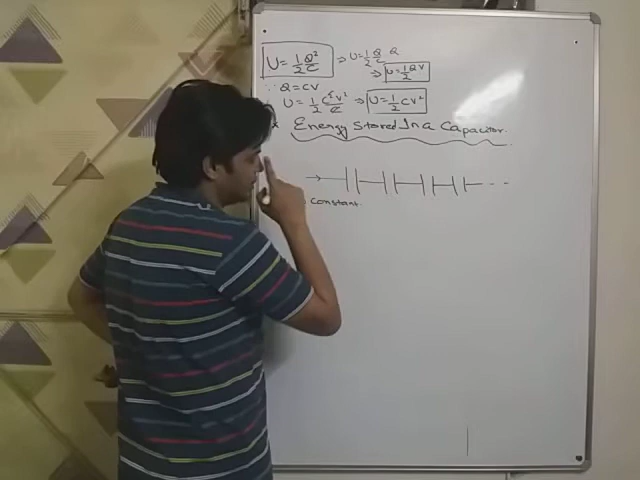 U = 1/2 Q²/C ⇒ U = 1/2 Q/C Q
⇒ U = 1/2 QV
∵ Q = CV
U = 1/2 C²V²/C ⇒ U = 1/2 CV²
Energy Stored In a Capacitor.
constant.